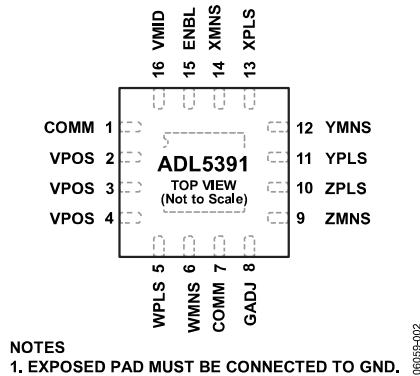 16 VMID
15 ENBL
14 XMNS
13 XPLS
COMM 1
VPOS 2
VPOS 3
VPOS 4
ADL5391
TOP VIEW
(Not to Scale)
12 YMNS
11 YPLS
10 ZPLS
9 ZMNS
WPLS 5
WMNS 6
COMM 7
GADJ 8
NOTES
1. EXPOSED PAD MUST BE CONNECTED TO GND.
06059-002